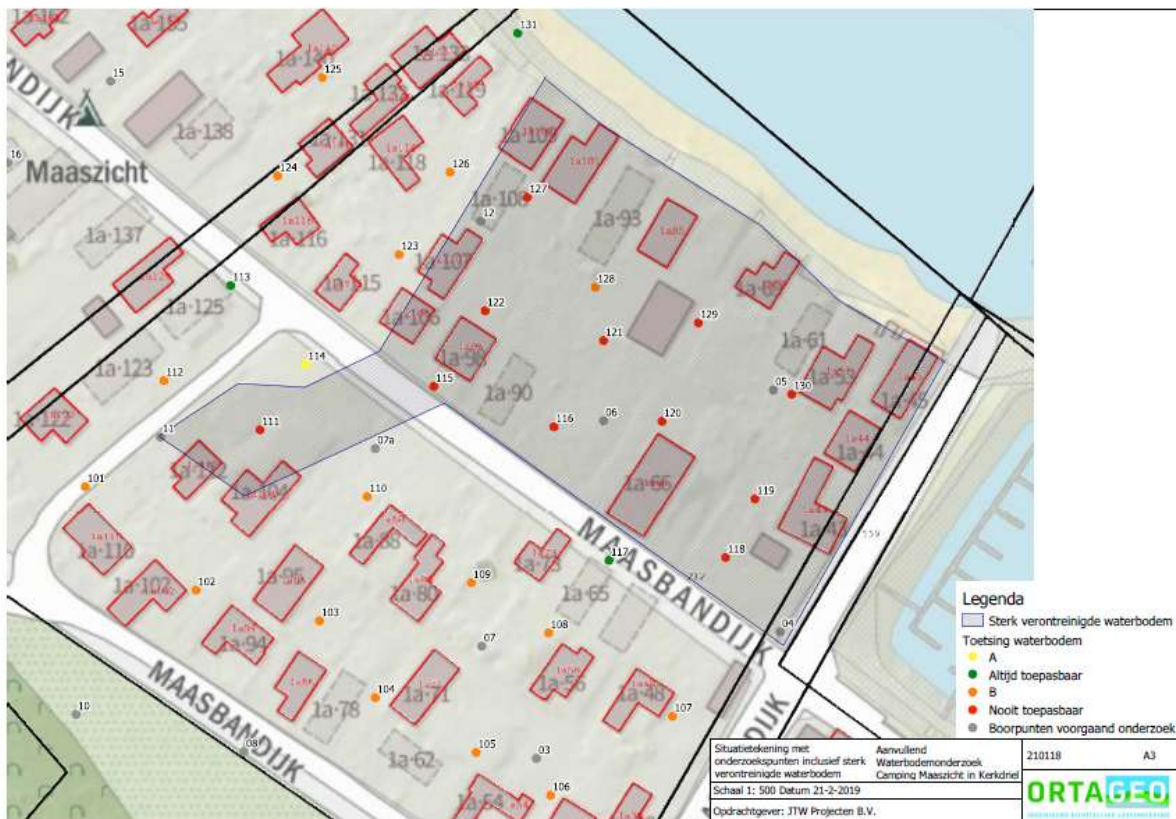 131
15
125
16
Maaszicht
1a-138
1a-119
1a-118
1a-109
124
126
127
1a-108
12
1a-93
1a-116
1a-137
123
1a-107
128
1a-115
1a-106
113
1a-125
122
129
121
1a-89
1a-61
1a-98
114
1a-123
112
115
1a-90
05
130
1a-53
1a-45
1a-122
111
11
116
06
120
1a-44
07a
1a-104
1a-66
101
110
119
1a-110
1a-88
117
118
1a-73
MAASBANDIJK
1a-102
102
1a-96
1a-80
109
1a-65
103
108
04
1a-94
07
1a-56
1a-48
MAASBANDIJK
104
1a-71
1a-78
107
10
08
105
1a-62
03
106
1a-54
Legenda
Sterk verontreinigde waterbodem
Toetsing waterbodem
A
Altijd toepasbaar
B
Nooit toepasbaar
Boorpunten voorgaand onderzoek
Situatietekening met
onderzoekspunten inclusief sterk
verontreinigde waterbodem
Aanvullend
Waterbodemonderzoek
Camping Maaszicht in Kerkdriel
210118
A3
Schaal 1: 500 Datum 21-2-2019
Opdrachtgever: JTW Projecten B.V.
ORTAGEO